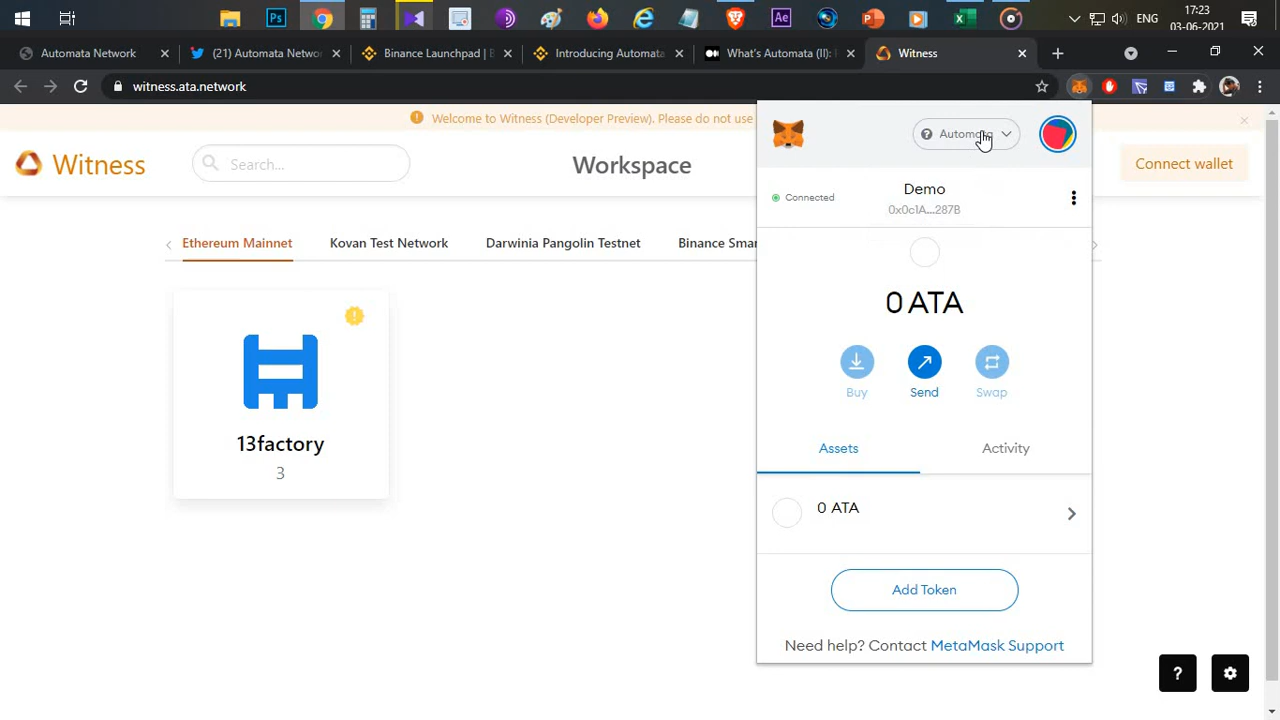 17:23
ENG
03-06-2021
Automata Network
(21) Automata Netwo
Binance Launchpad | B
Introducing Automata
What's Automata (II):
Witness
witness.ata.network
Welcome to Witness (Developer Preview). Please do not use
Witness
Search...
Workspace
Connect wallet
Ethereum Mainnet
Kovan Test Network
Darwinia Pangolin Testnet
Binance Smar
13factory
3
Connected
Demo
0x0c1A...287B
0 ATA
Buy
Send
Swap
Assets
Activity
0 ATA
Add Token
Need help? Contact MetaMask Support